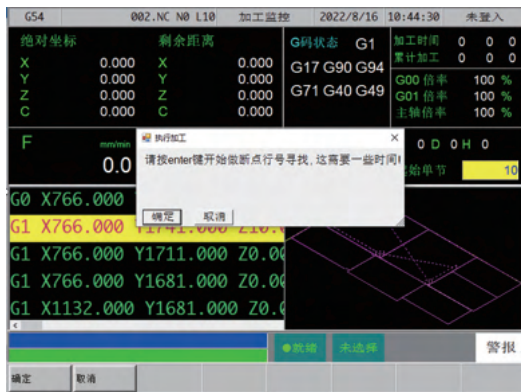 G54 002.NC N0 L10 加工监控 2022/8/16 10:44:30 未登入
绝对坐标 剩余距离 G码状态 G1 加工时间 0 0 0
X 0.000 X 0.000 G17 G90 G94 累计加工 0 0 0
Y 0.000 Y 0.000 G71 G40 G49 G00 倍率 100 %
Z 0.000 Z 0.000 G01 倍率 100 %
C 0.000 C 0.000 主轴倍率 100 %
F mm/min 0.0
0 D 0 H 0
始单节 10
执行加工 ×
请按enter键开始做断点行号寻找,这需要一些时间!
确定 取消
G0 X766.000
G1 X766.000 Y1741.000 Z10.0
G1 X766.000 Y1711.000 Z0.00
G1 X766.000 Y1681.000 Z0.00
G1 X1132.000 Y1681.000 Z0.0
●就绪 未选择 警报
确定 取消